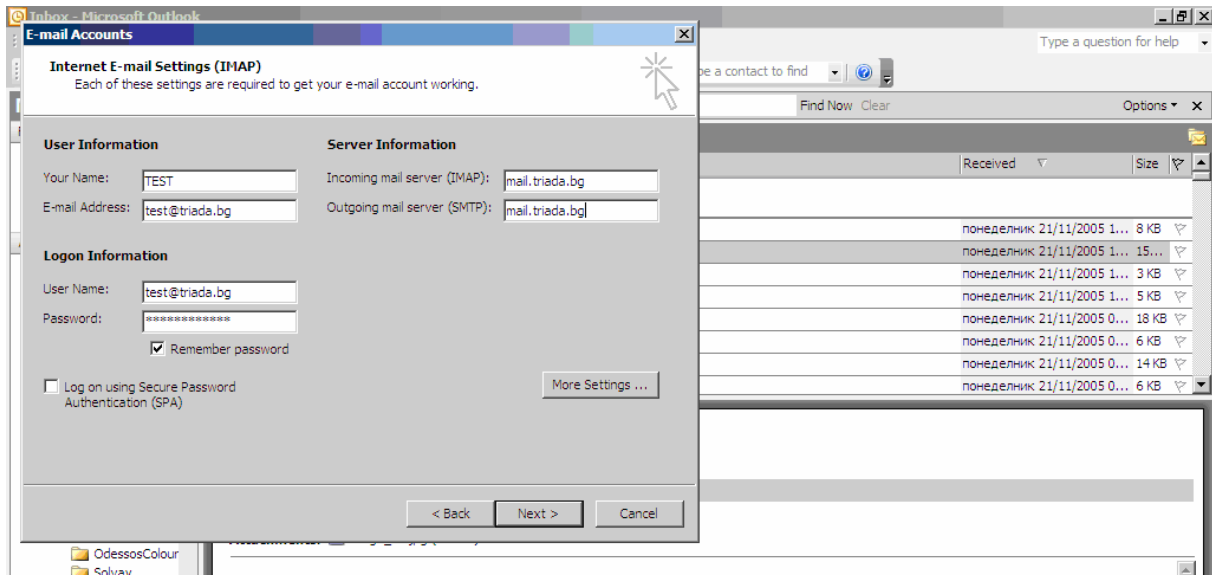 Inbox - Microsoft Outlook
E-mail Accounts
Type a question for help
Internet E-mail Settings (IMAP)
Each of these settings are required to get your e-mail account working.
pe a contact to find
Find Now Clear
Options
User Information
Server Information
Received
Size
Your Name:
TEST
Incoming mail server (IMAP):
mail.triada.bg
E-mail Address:
test@triada.bg
Outgoing mail server (SMTP):
mail.triada.bg
понеделник 21/11/2005 1... 8 KB
Logon Information
понеделник 21/11/2005 1... 15...
понеделник 21/11/2005 1... 3 KB
User Name:
test@triada.bg
понеделник 21/11/2005 1... 5 KB
Password:
************
понеделник 21/11/2005 0... 18 KB
Remember password
понеделник 21/11/2005 0... 6 KB
понеделник 21/11/2005 0... 14 KB
Log on using Secure Password
Authentication (SPA)
More Settings ...
понеделник 21/11/2005 0... 6 KB
< Back
Next >
Cancel
OdessosColour
Solvay